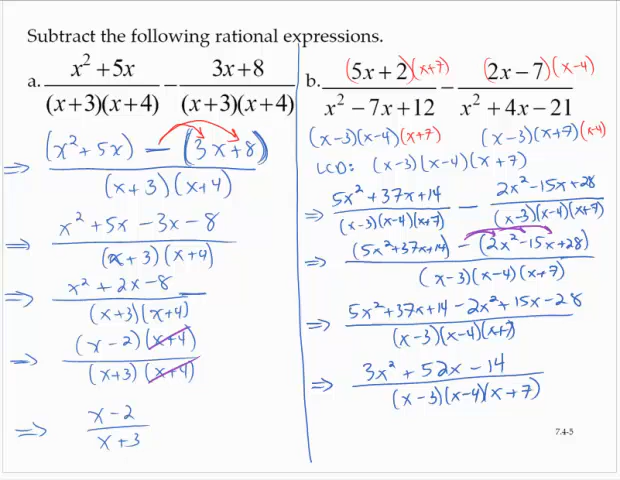 Subtract the following rational expressions.
a. (x² + 5x)/((x+3)(x+4)) − (3x+8)/((x+3)(x+4))
⇒ ((x² + 5x) − (3x+8))/((x+3)(x+4))
⇒ (x² + 5x − 3x − 8)/((x+3)(x+4))
⇒ (x² + 2x − 8)/((x+3)(x+4))
⇒ ((x−2)(x+4))/((x+3)(x+4))
⇒ (x−2)/(x+3)
b. ((5x+2)(x+7))/(x² − 7x + 12) − ((2x−7)(x−4))/(x² + 4x − 21)
(x−3)(x−4)(x+7) (x−3)(x+7)(x−4)
LCD: (x−3)(x−4)(x+7)
⇒ (5x² + 37x + 14)/((x−3)(x−4)(x+7)) − (2x² − 15x + 28)/((x−3)(x−4)(x+7))
⇒ ((5x² + 37x + 14) − (2x² − 15x + 28))/((x−3)(x−4)(x+7))
⇒ (5x² + 37x + 14 − 2x² + 15x − 28)/((x−3)(x−4)(x+7))
⇒ (3x² + 52x − 14)/((x−3)(x−4)(x+7))
7.4-5